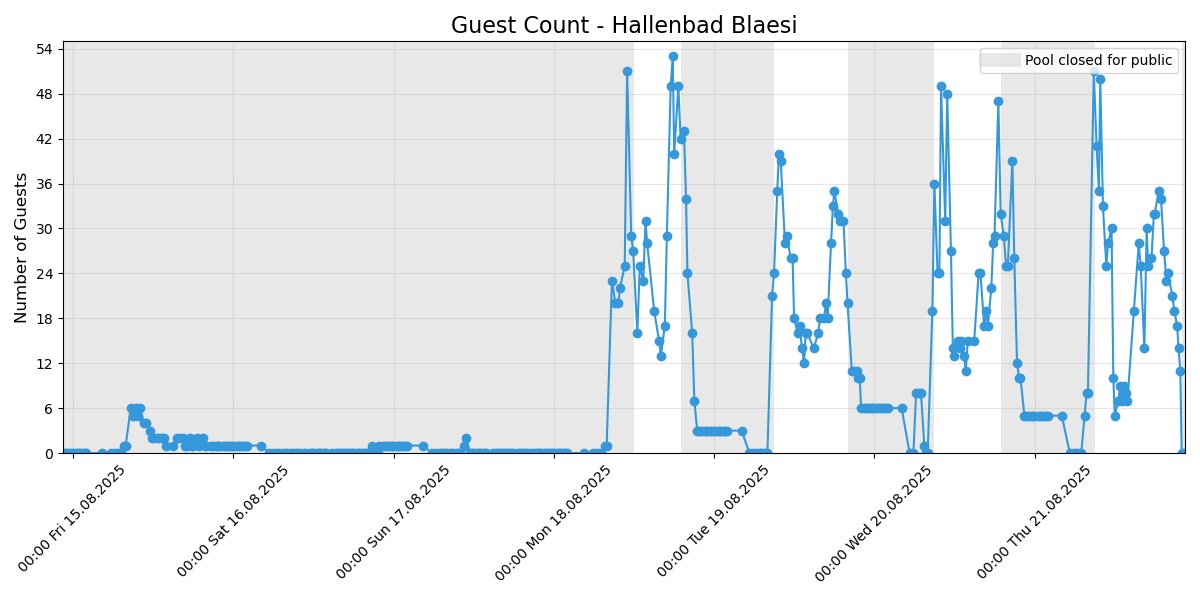 Guest Count - Hallenbad Blaesi
Pool closed for public
Number of Guests
54
48
42
36
30
24
18
12
6
0
00:00 Fri 15.08.2025
00:00 Sat 16.08.2025
00:00 Sun 17.08.2025
00:00 Mon 18.08.2025
00:00 Tue 19.08.2025
00:00 Wed 20.08.2025
00:00 Thu 21.08.2025